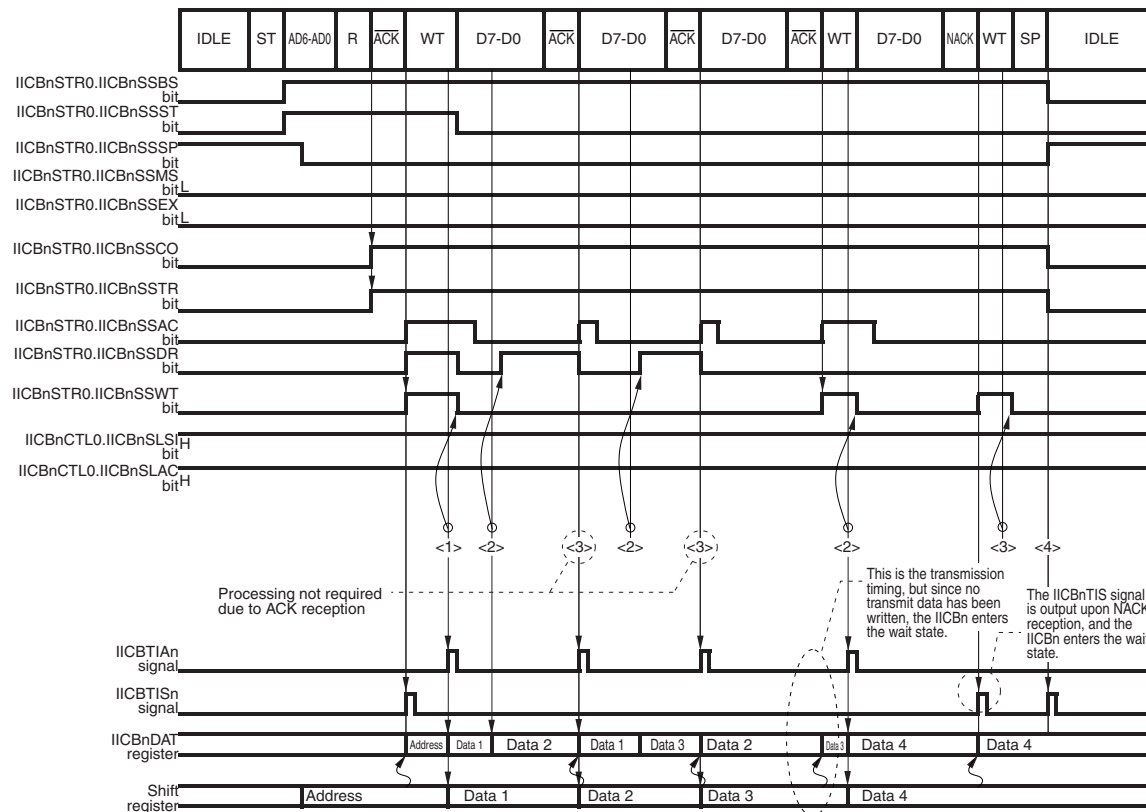 IDLE ST AD6-AD0 R ACK WT D7-D0 ACK D7-D0 ACK D7-D0 ACK WT D7-D0 NACK WT SP IDLE
IICBnSTR0.IICBnSSBS
bit
IICBnSTR0.IICBnSSST
bit
IICBnSTR0.IICBnSSSP
bit
IICBnSTR0.IICBnSSMS
bit L
IICBnSTR0.IICBnSSEX
bit L
IICBnSTR0.IICBnSSCO
bit
IICBnSTR0.IICBnSSTR
bit
IICBnSTR0.IICBnSSAC
bit
IICBnSTR0.IICBnSSDR
bit
IICBnSTR0.IICBnSSWT
bit
IICBnCTL0.IICBnSLSI H
bit
IICBnCTL0.IICBnSLAC
bit H
<1> <2> <3> <2> <3> <2> <3> <4>
Processing not required
due to ACK reception
This is the transmission
timing, but since no
transmit data has been
written, the IICBn enters
the wait state.
The IICBnTIS signal
is output upon NACK
reception, and the
IICBn enters the wait
state.
IICBTIAn
signal
IICBTISn
signal
IICBnDAT
register
Address Data 1 Data 2 Data 1 Data 3 Data 2 Data 3 Data 4 Data 4
Shift
register
Address Data 1 Data 2 Data 3 Data 4